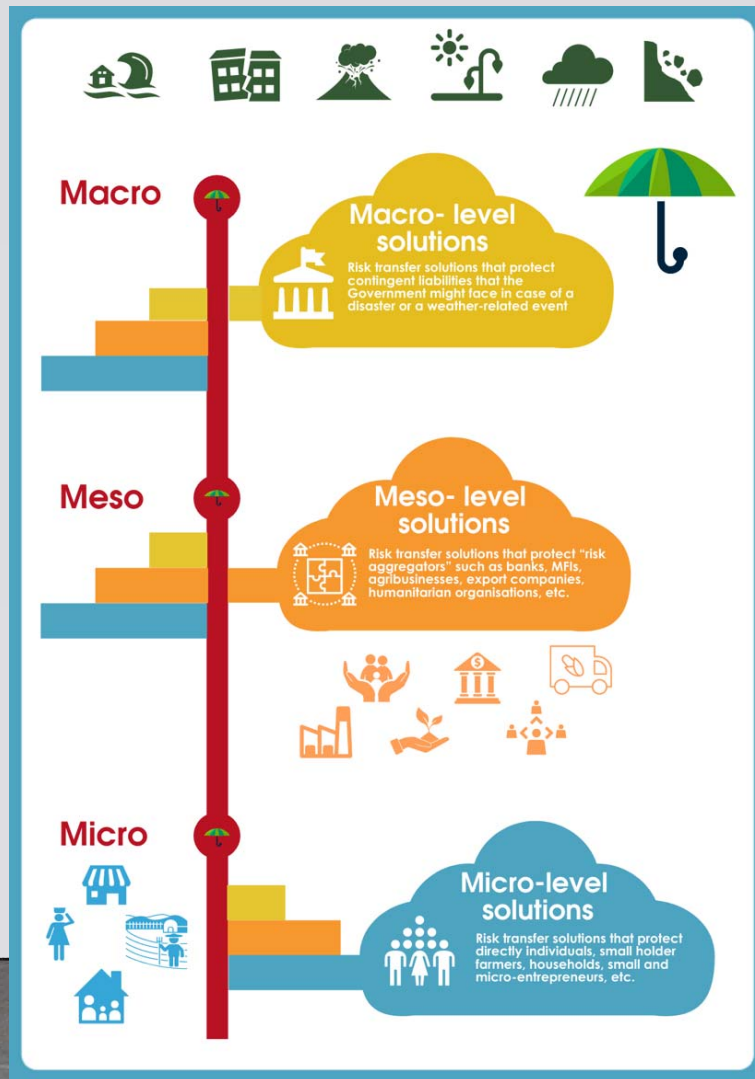 Macro
Macro- level
solutions
Risk transfer solutions that protect
contingent liabilities that the
Government might face in case of a
disaster or a weather-related event
Meso
Meso- level
solutions
Risk transfer solutions that protect “risk
aggregators” such as banks, MFIs,
agribusinesses, export companies,
humanitarian organisations, etc.
$
Micro
Micro-level
solutions
Risk transfer solutions that protect
directly individuals, small holder
farmers, households, small and
micro-entrepreneurs, etc.